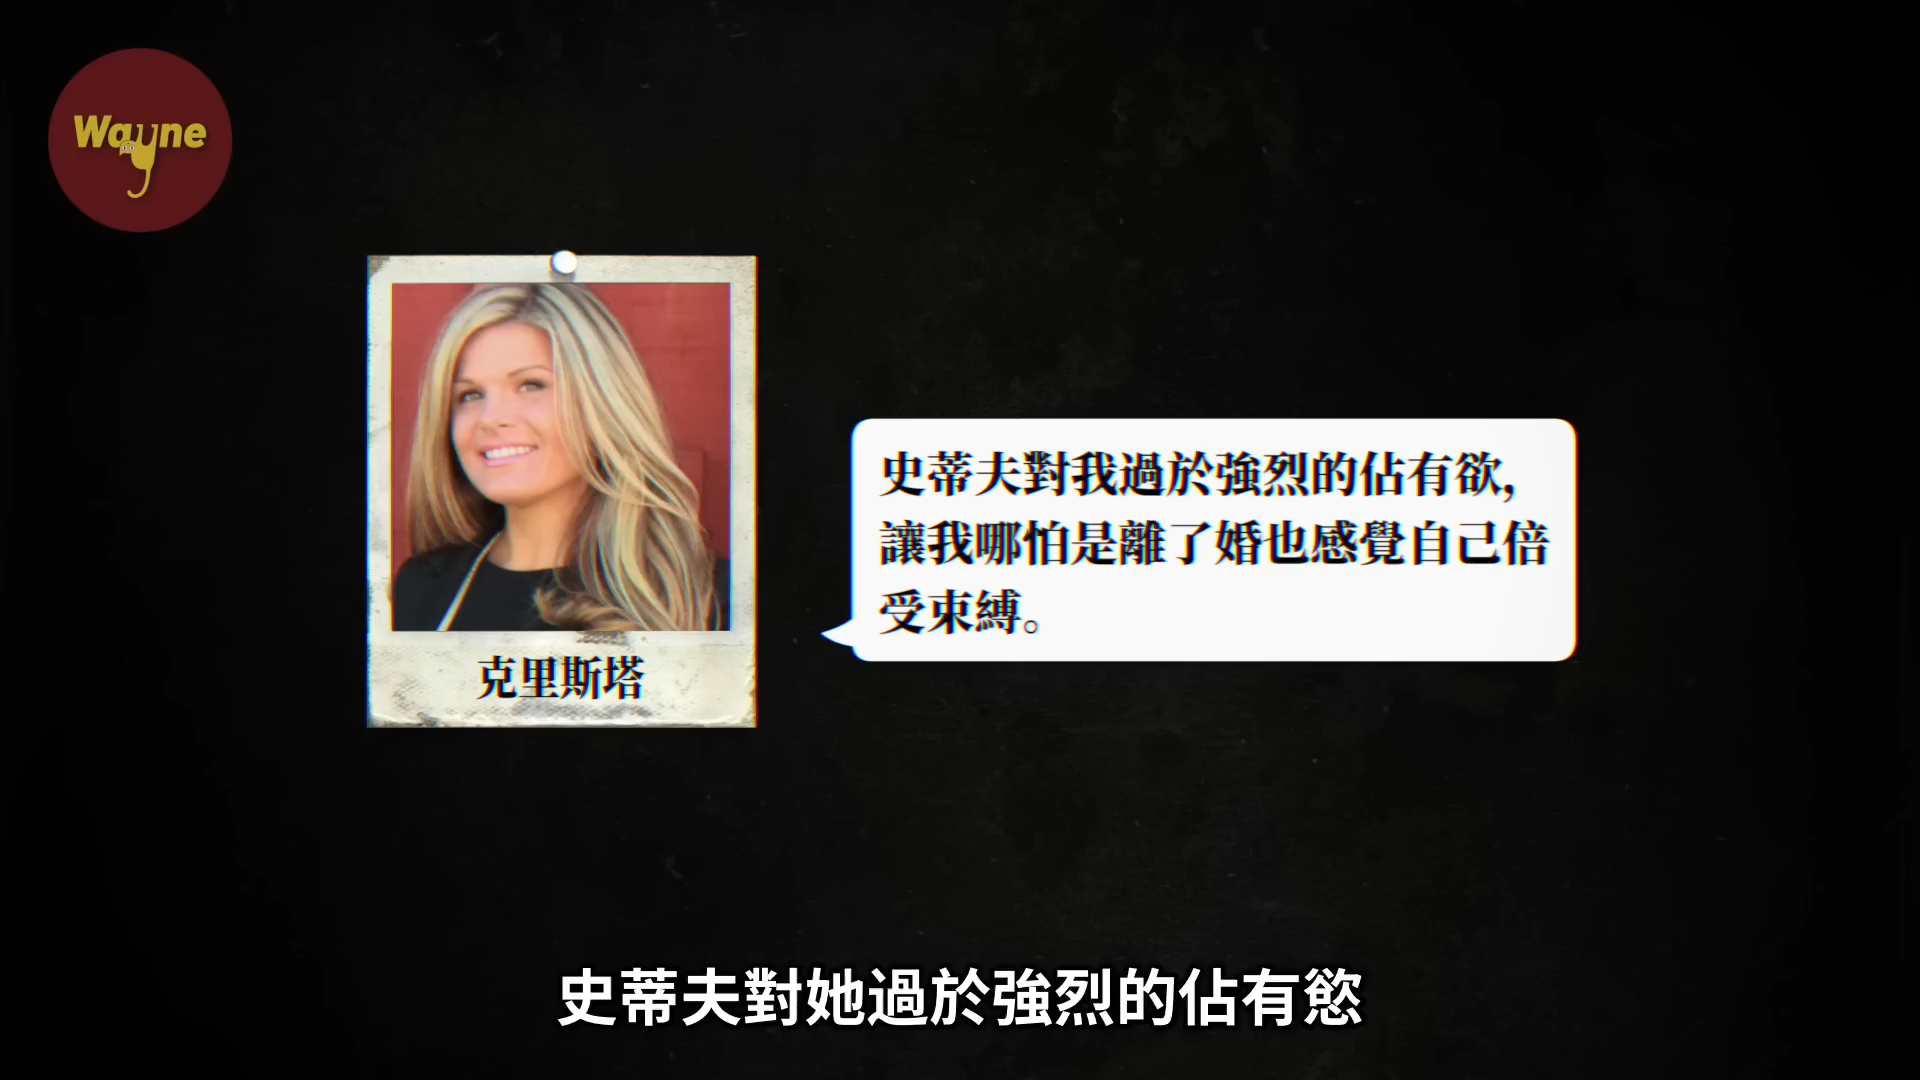 Wayne
史蒂夫對我過於強烈的佔有欲,
讓我哪怕是離了婚也感覺自己倍
受束縛。
克里斯塔
史蒂夫對她過於強烈的佔有慾